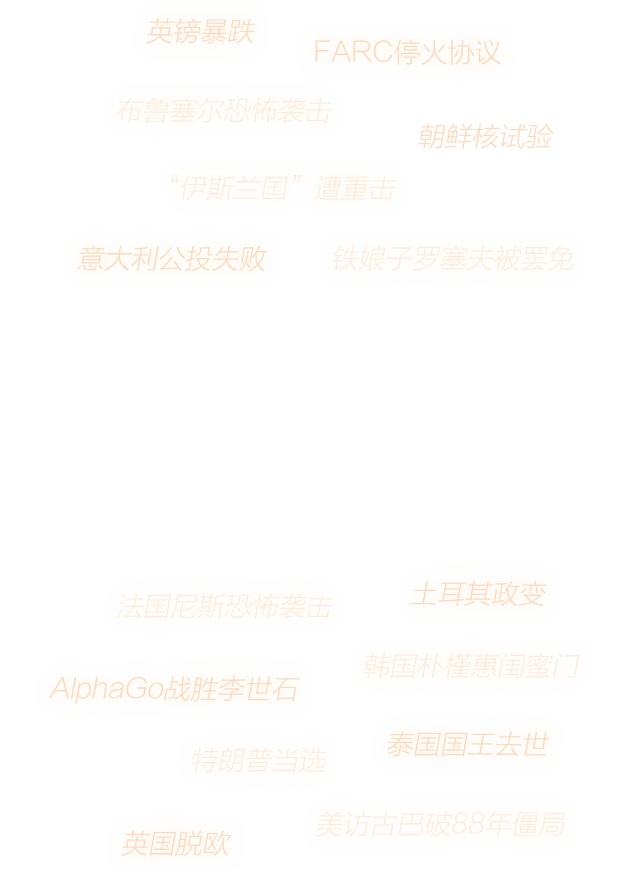 英镑暴跌
FARC停火协议
布鲁塞尔恐怖袭击
朝鲜核试验
“伊斯兰国”遭重击
意大利公投失败
铁娘子罗塞夫被罢免
土耳其政变
法国尼斯恐怖袭击
韩国朴槿惠闺蜜门
AlphaGo战胜李世石
泰国国王去世
特朗普当选
美访古巴破88年僵局
英国脱欧